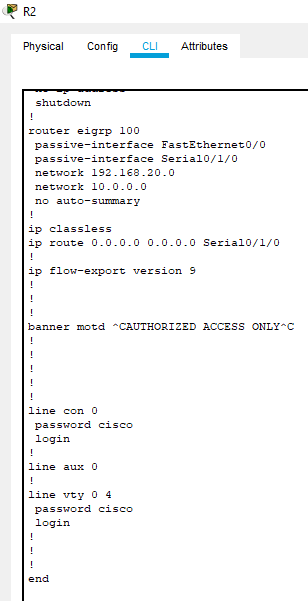 R2
Physical Config CLI Attributes
shutdown
!
router eigrp 100
passive-interface FastEthernet0/0
passive-interface Serial0/1/0
network 192.168.20.0
network 10.0.0.0
no auto-summary
!
ip classless
ip route 0.0.0.0 0.0.0.0 Serial0/1/0
!
ip flow-export version 9
!
!
!
banner motd ^CAUTHORIZED ACCESS ONLY^C
!
!
!
!
!
line con 0
password cisco
login
!
line aux 0
!
line vty 0 4
password cisco
login
!
!
!
end